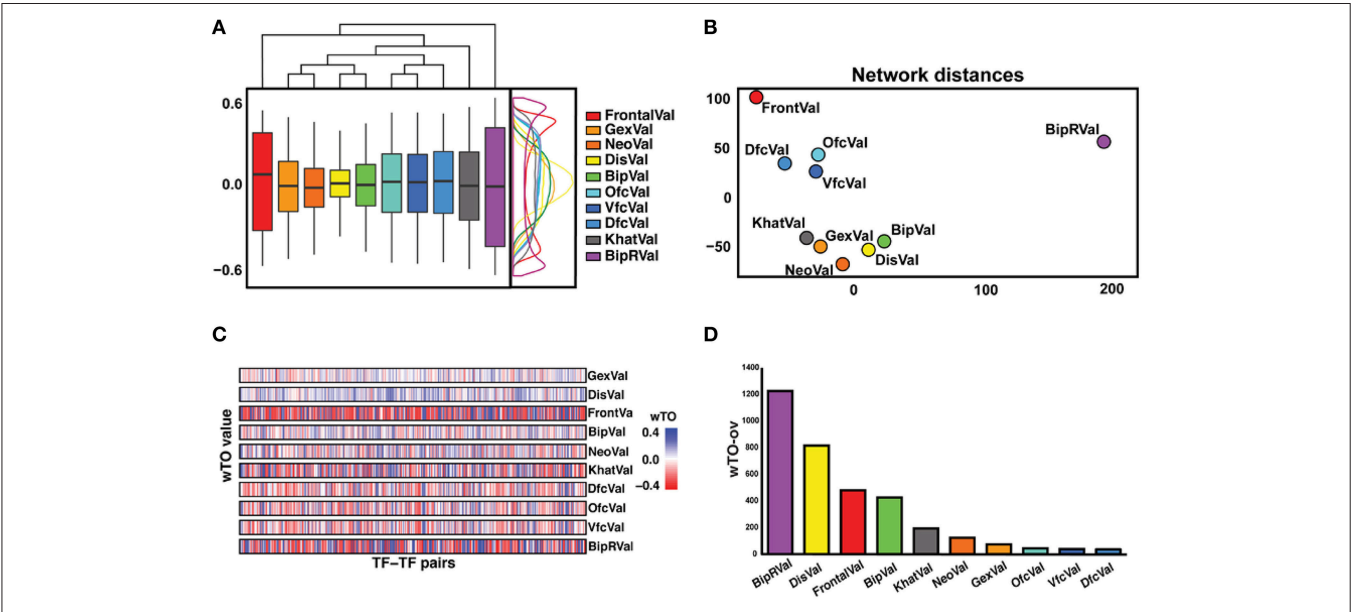 A
0.6
0.0
−0.6
FrontalVal
GexVal
NeoVal
DisVal
BipVal
OfcVal
VfcVal
DfcVal
KhatVal
BipRVal
B
Network distances
100
50
0
−50
FrontVal
BipRVal
DfcVal
OfcVal
VfcVal
KhatVal
GexVal
BipVal
DisVal
NeoVal
0
100
200
C
wTO value
GexVal
DisVal
FrontVa
BipVal
NeoVal
KhatVal
DfcVal
OfcVal
VfcVal
BipRVal
TF−TF pairs
wTO
0.4
0.0
−0.4
D
wTO-ov
1400
1200
1000
800
600
400
200
0
BipRVal
DisVal
FrontalVal
BipVal
KhatVal
NeoVal
GexVal
OfcVal
VfcVal
DfcVal